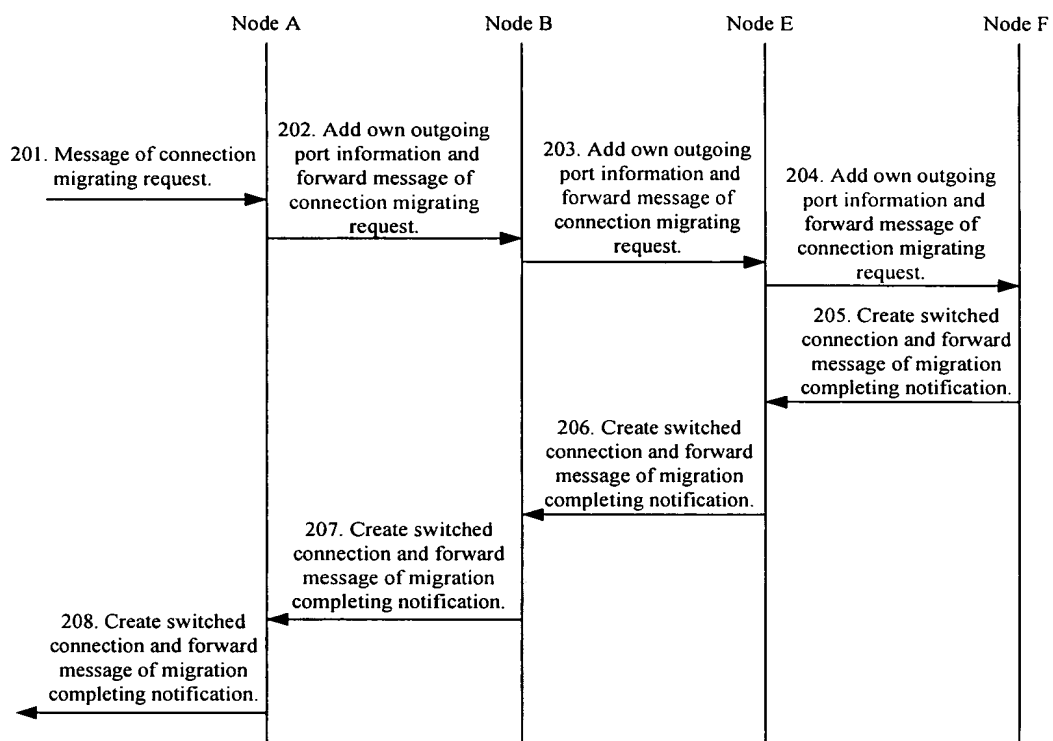 Node A
Node B
Node E
Node F
201. Message of connection
migrating request.
202. Add own outgoing
port information and
forward message of
connection migrating
request.
203. Add own outgoing
port information and
forward message of
connection migrating
request.
204. Add own outgoing
port information and
forward message of
connection migrating
request.
205. Create switched
connection and forward
message of migration
completing notification.
206. Create switched
connection and forward
message of migration
completing notification.
207. Create switched
connection and forward
message of migration
completing notification.
208. Create switched
connection and forward
message of migration
completing notification.